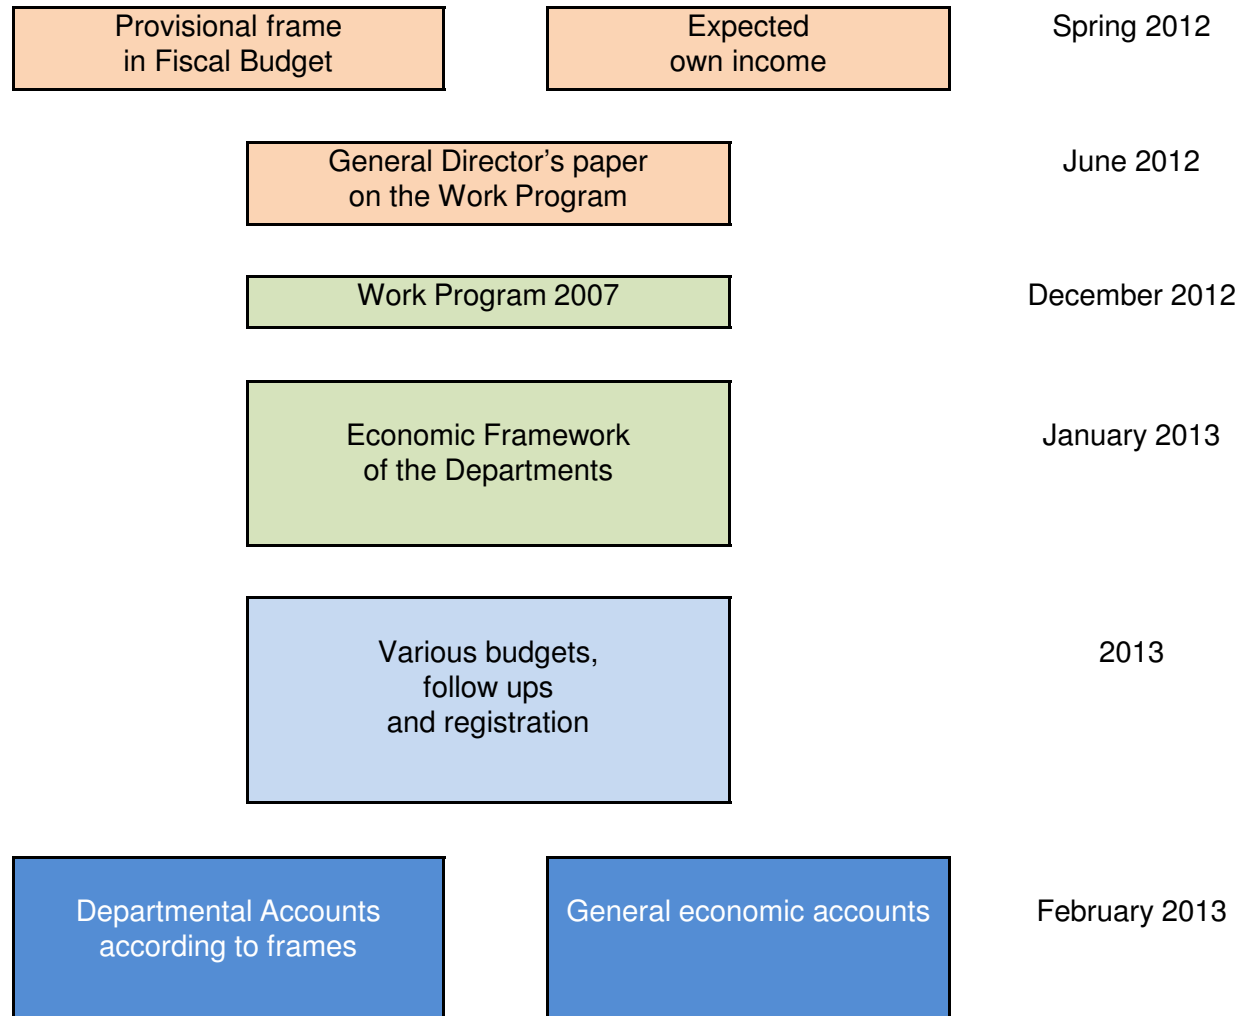 Provisional frame
in Fiscal Budget
Expected
own income
Spring 2012
General Director’s paper
on the Work Program
June 2012
Work Program 2007
December 2012
Economic Framework
of the Departments
January 2013
Various budgets,
follow ups
and registration
2013
Departmental Accounts
according to frames
General economic accounts
February 2013